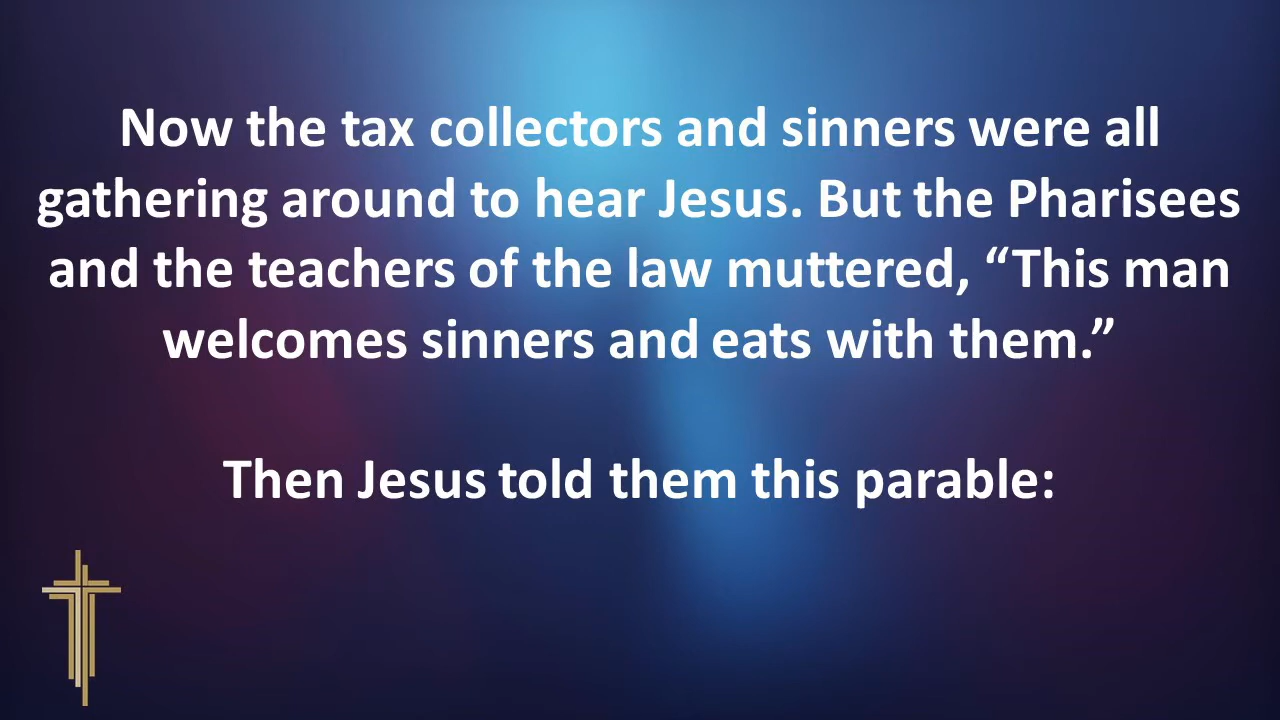 Now the tax collectors and sinners were all
gathering around to hear Jesus. But the Pharisees
and the teachers of the law muttered, “This man
welcomes sinners and eats with them.”
Then Jesus told them this parable: